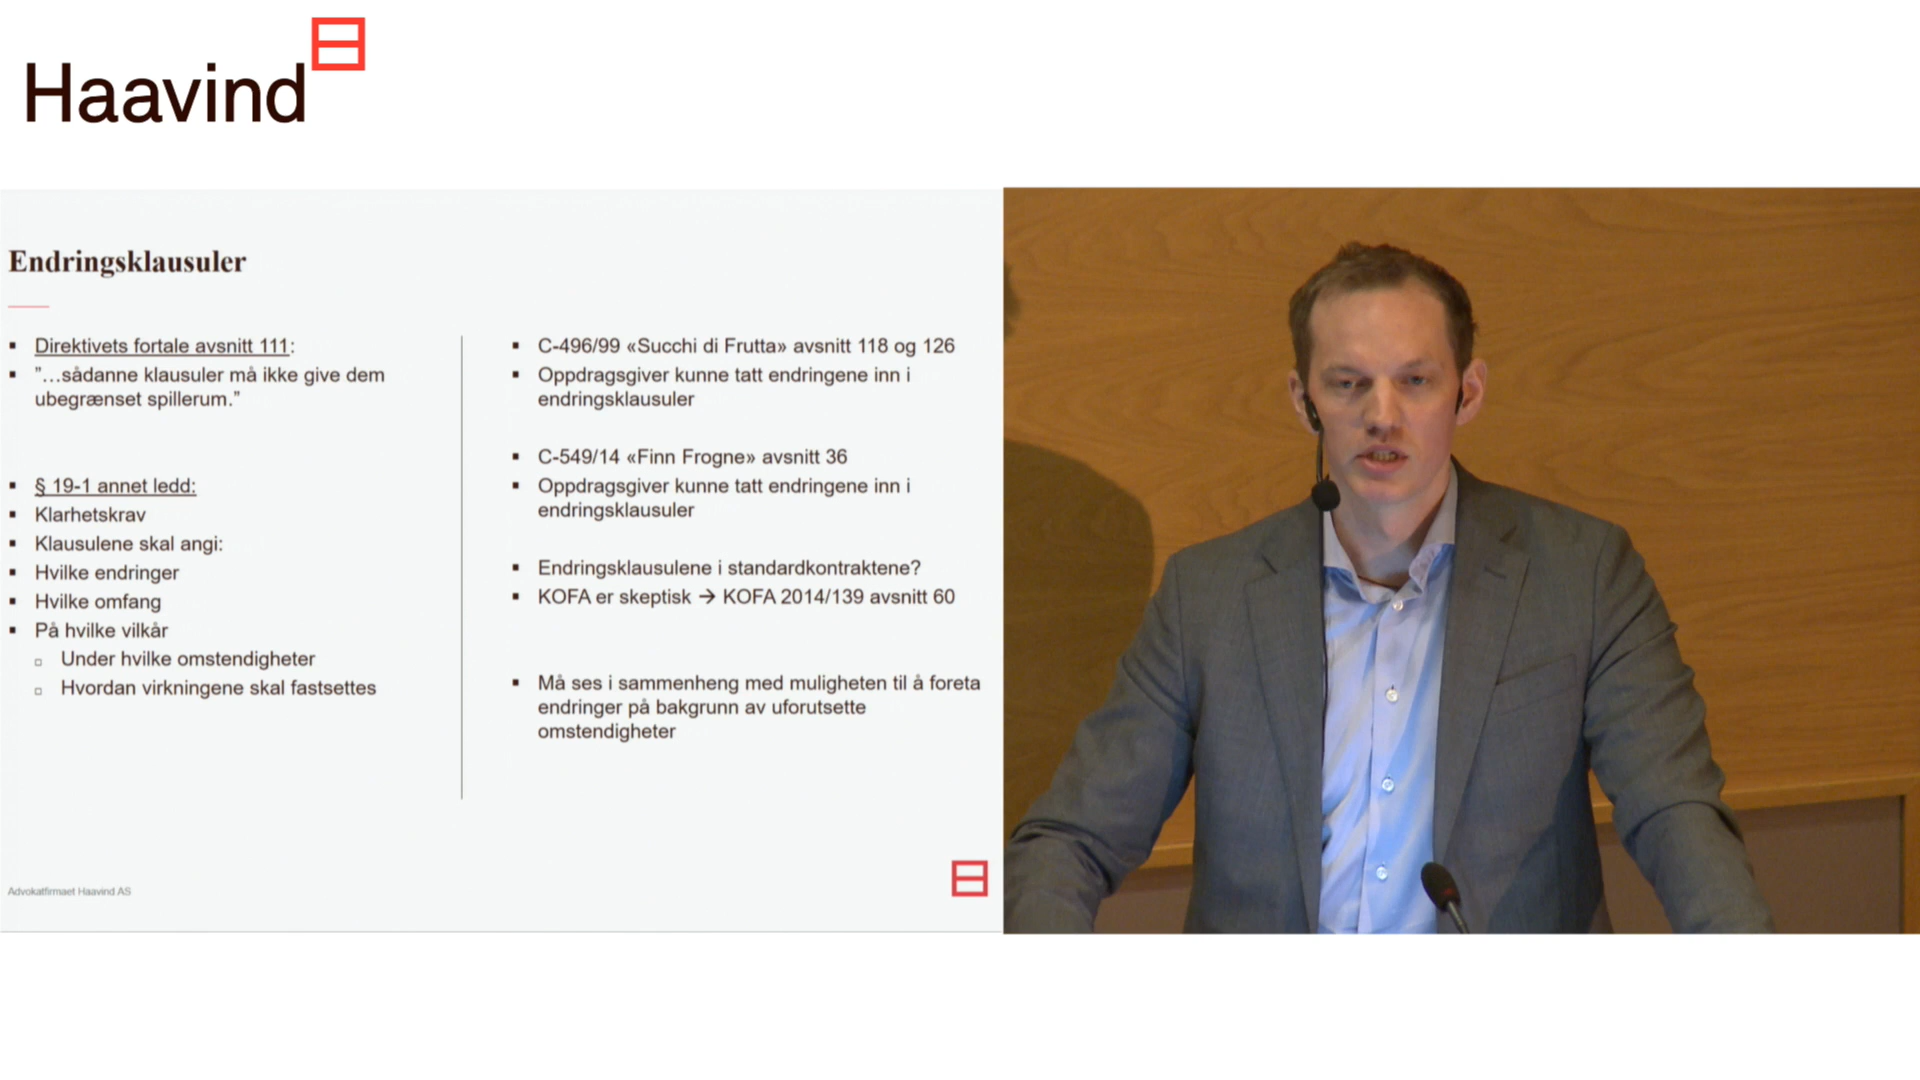 Haavind
Endringsklausuler
▪ Direktivets fortale avsnitt 111:
▪ ”…sådanne klausuler må ikke give dem
ubegrænset spillerum.”
▪ § 19-1 annet ledd:
▪ Klarhetskrav
▪ Klausulene skal angi:
▪ Hvilke endringer
▪ Hvilke omfang
▪ På hvilke vilkår
▫ Under hvilke omstendigheter
▫ Hvordan virkningene skal fastsettes
▪ C-496/99 «Succhi di Frutta» avsnitt 118 og 126
▪ Oppdragsgiver kunne tatt endringene inn i
endringsklausuler
▪ C-549/14 «Finn Frogne» avsnitt 36
▪ Oppdragsgiver kunne tatt endringene inn i
endringsklausuler
▪ Endringsklausulene i standardkontraktene?
▪ KOFA er skeptisk → KOFA 2014/139 avsnitt 60
▪ Må ses i sammenheng med muligheten til å foreta
endringer på bakgrunn av uforutsette
omstendigheter
Advokatfirmaet Haavind AS